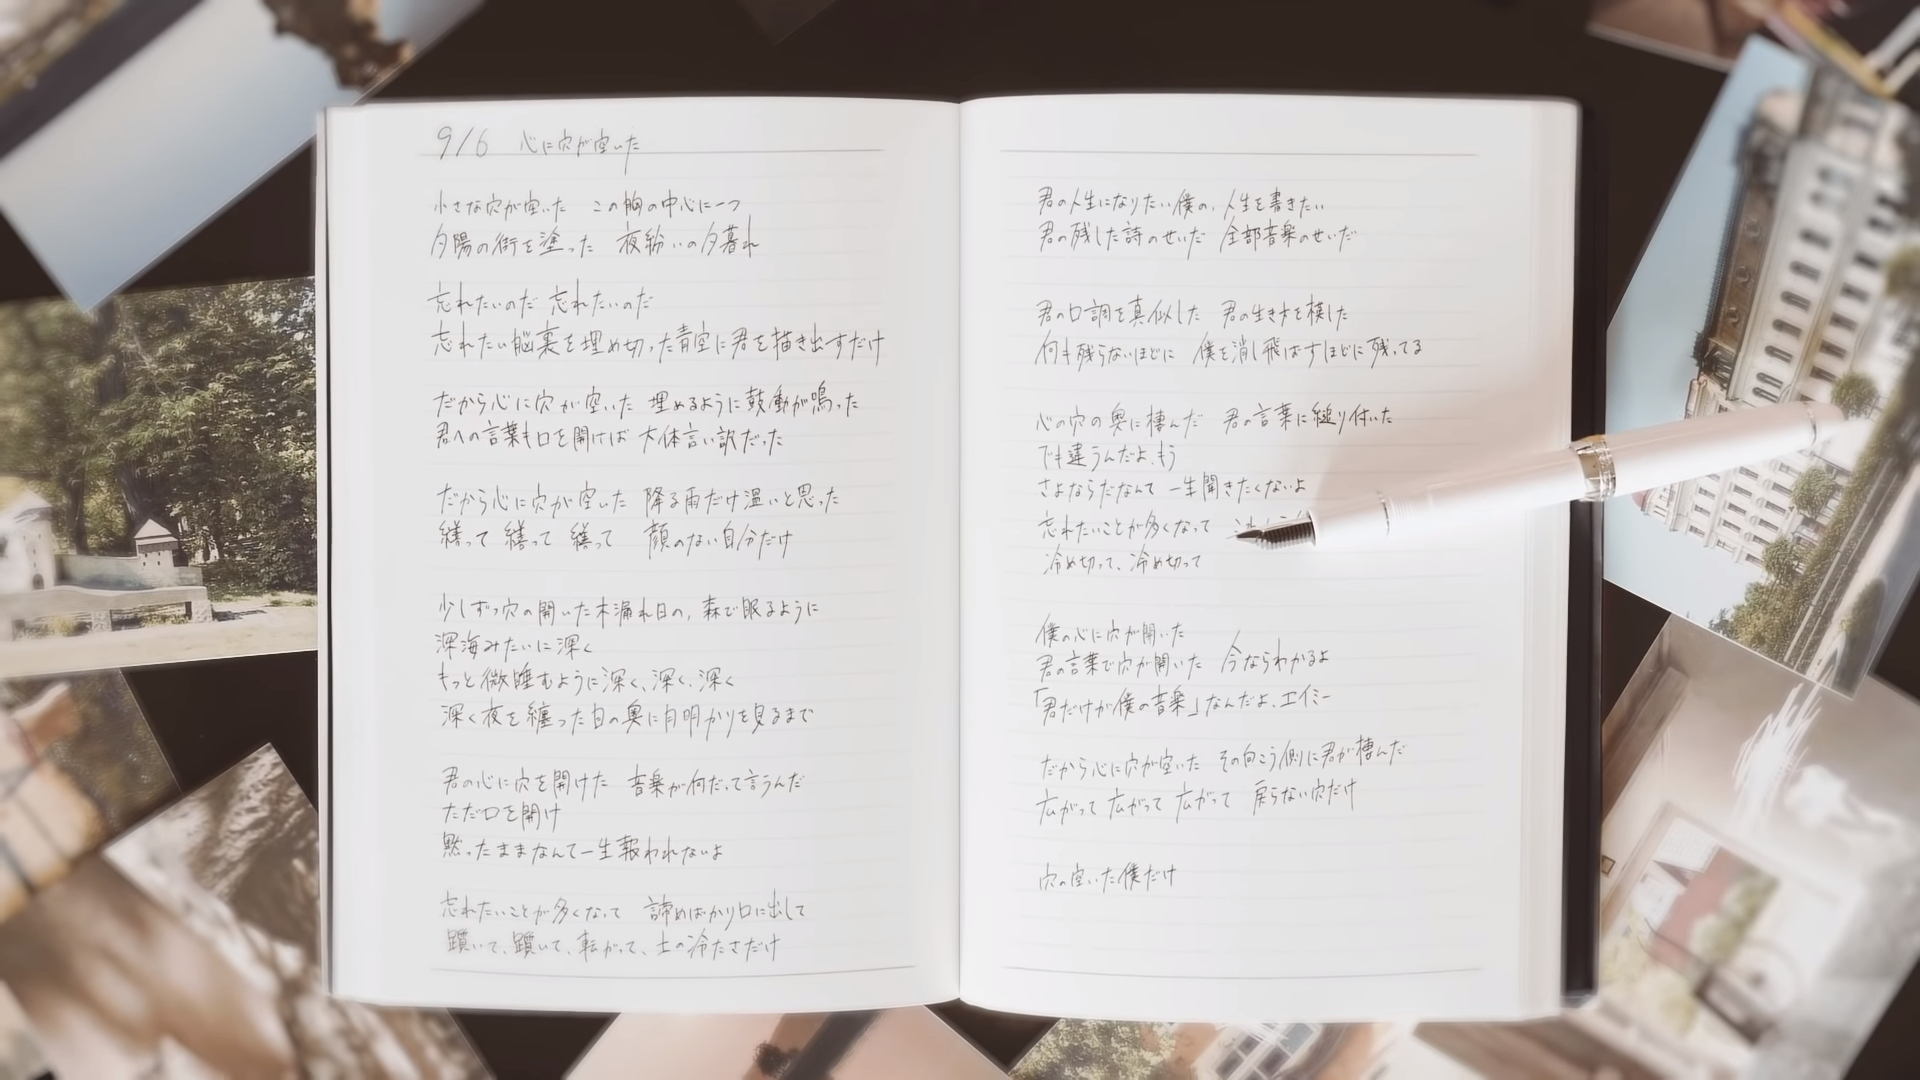 9/6 心に穴が空いた
小さな穴が空いた この胸の中心に一つ
夕陽の街を塗った 夜紛いの夕暮れ
忘れたいのだ 忘れたいのだ
忘れたい脳裏を埋め切った青空に君を描き出すだけ
だから心に穴が空いた 埋めるように鼓動が鳴った
君への言葉も口を開けば 大体言い訳だった
だから心に穴が空いた 降る雨だけ温いと思った
繕って 繕って 繕って 顔のない自分だけ
少しずつ穴の開いた木漏れ日の、森で眠るように
深海みたいに深く
もっと微睡むように深く、深く、深く
深く夜を纏った目の奥に月明かりを見るまで
君の心に穴を開けた 音楽が何だって言うんだ
ただ口を開け
黙ったままなんて一生報われないよ
忘れたいことが多くなって 諦めばかり口に出して
躓いて、躓いて、転がって、土の冷たさだけ
君の人生になりたい僕の、人生を書きたい
君の残した詩のせいだ 全部音楽のせいだ
君の口調を真似した 君の生き方を模した
何も残らないほどに 僕を消し飛ばすほどに残ってる
心の穴の奥に棲んだ 君の言葉に縋り付いた
でも違うんだよ、もう
さよならだなんて 一生聞きたくないよ
忘れたいことが多くなって
冷め切って、冷め切って
僕の心に穴が開いた
君の言葉で穴が開いた 今ならわかるよ
「君だけが僕の音楽」なんだよ、エイミー
だから心に穴が空いた その向こう側に君が棲んだ
広がって 広がって 広がって 戻らない穴だけ
穴の空いた僕だけ